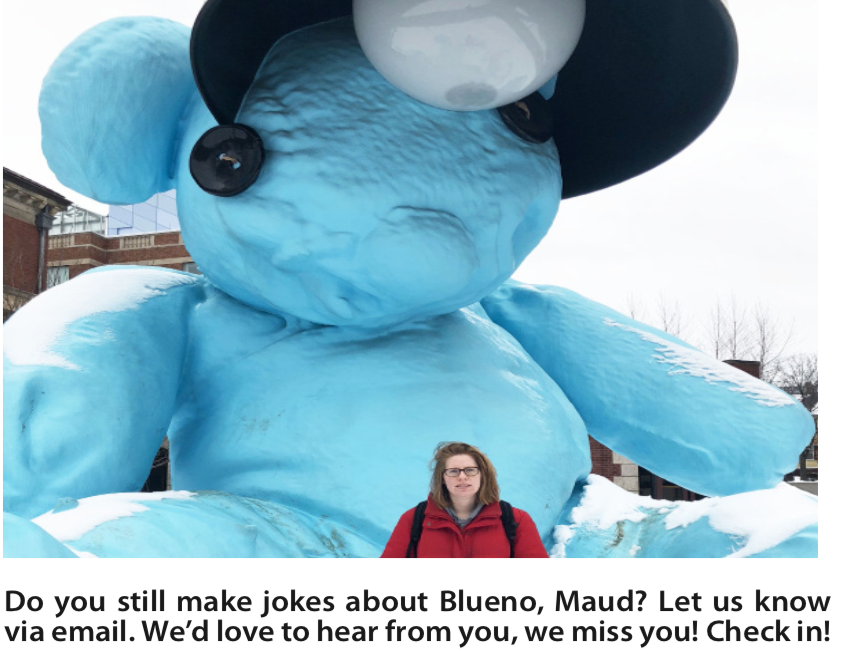 Do you still make jokes about Blueno, Maud? Let us know
via email. We’d love to hear from you, we miss you! Check in!